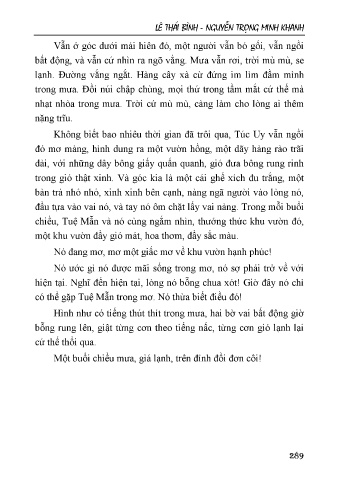 LÊ THÁI BÌNH - NGUYỄN TRỌNG MINH KHANH
Vẫn ở góc dưới mái hiên đó, một người vẫn bó gối, vẫn ngồi
bất động, và vẫn cứ nhìn ra ngõ vắng. Mưa vẫn rơi, trời mù mù, se
lạnh. Đường vắng ngắt. Hàng cây xà cừ đứng im lìm đắm mình
trong mưa. Đồi núi chập chùng, mọi thứ trong tầm mắt cứ thế mà
nhạt nhòa trong mưa. Trời cứ mù mù, càng làm cho lòng ai thêm
nặng trĩu.
Không biết bao nhiêu thời gian đã trôi qua, Túc Uy vẫn ngồi
đó mơ màng, hình dung ra một vườn hồng, một dãy hàng rào trãi
dài, với những dây bông giấy quấn quanh, gió đưa bông rung rinh
trong gió thật xinh. Và góc kia là một cái ghế xích đu trắng, một
bàn trà nhỏ nhỏ, xinh xinh bên cạnh, nàng ngã người vào lòng nó,
đầu tựa vào vai nó, và tay nó ôm chặt lấy vai nàng. Trong mỗi buổi
chiều, Tuệ Mẫn và nó cùng ngắm nhìn, thưởng thức khu vườn đó,
một khu vườn đầy gió mát, hoa thơm, đầy sắc màu.
Nó đang mơ, mơ một giấc mơ về khu vườn hạnh phúc!
Nó ước gì nó được mãi sống trong mơ, nó sợ phải trở về với
hiện tại. Nghĩ đến hiện tại, lòng nó bỗng chua xót! Giờ đây nó chỉ
có thể gặp Tuệ Mẫn trong mơ. Nó thừa biết điều đó!
Hình như có tiếng thút thít trong mưa, hai bờ vai bất động giờ
bỗng rung lên, giật từng cơn theo tiếng nấc, từng cơn gió lạnh lại
cứ thế thổi qua.
Một buổi chiều mưa, giá lạnh, trên đỉnh đồi đơn côi!
289